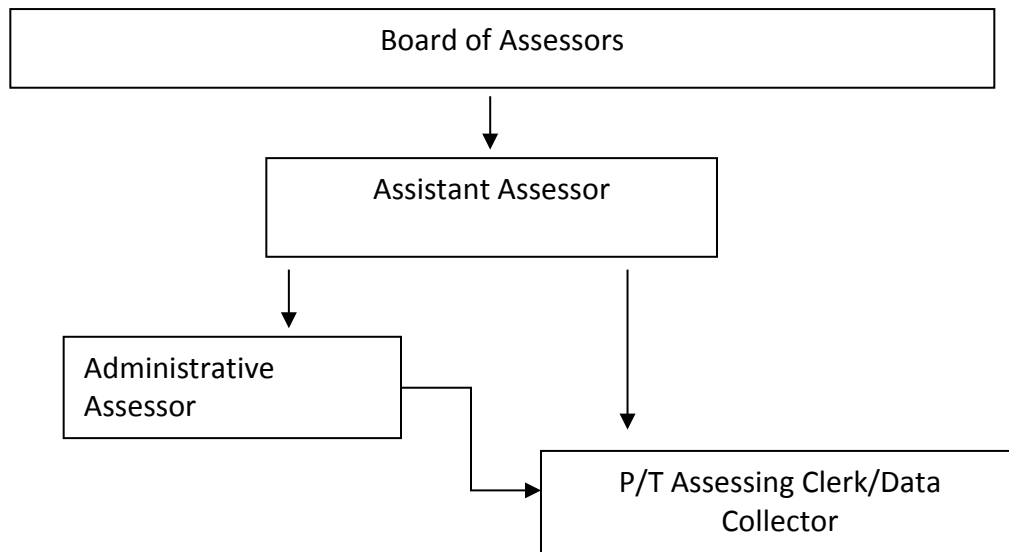 Board of Assessors
Assistant Assessor
Administrative
Assessor
P/T Assessing Clerk/Data
Collector